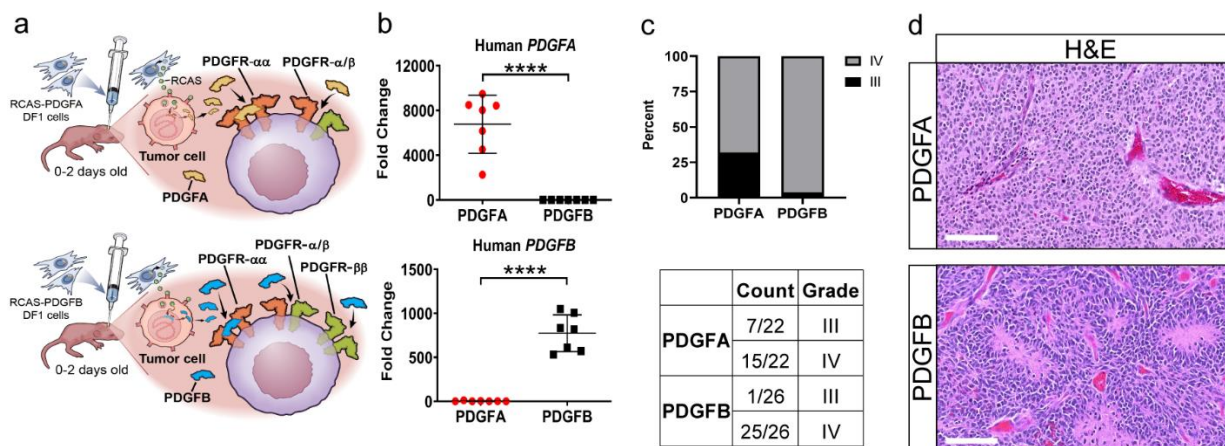 a
PDGFR-αα
PDGFR-α/β
RCAS
RCAS-PDGFA
DF1 cells
Tumor cell
0-2 days old
PDGFA
PDGFR-α/β
PDGFR-αα
PDGFR-ββ
RCAS-PDGFB
DF1 cells
Tumor cell
0-2 days old
PDGFB
b
Human PDGFA
****
Fold Change
12000
8000
4000
0
PDGFA PDGFB
Human PDGFB
****
Fold Change
1500
1000
500
0
PDGFA PDGFB
c
Percent
100
75
50
25
0
PDGFA PDGFB
IV
III
Count Grade
PDGFA 7/22 III
15/22 IV
PDGFB 1/26 III
25/26 IV
d
H&E
PDGFA
PDGFB